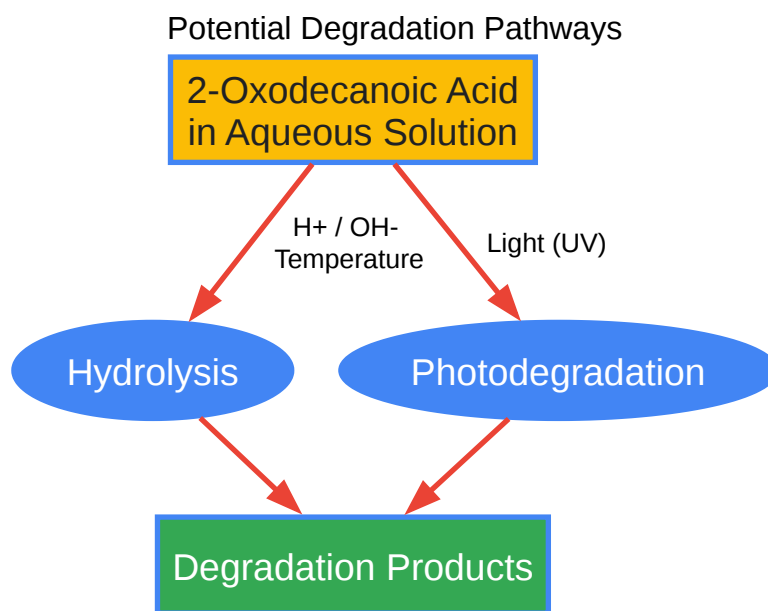 Potential Degradation Pathways
2-Oxodecanoic Acid
in Aqueous Solution
H+ / OH-
Temperature
Light (UV)
Hydrolysis
Photodegradation
Degradation Products